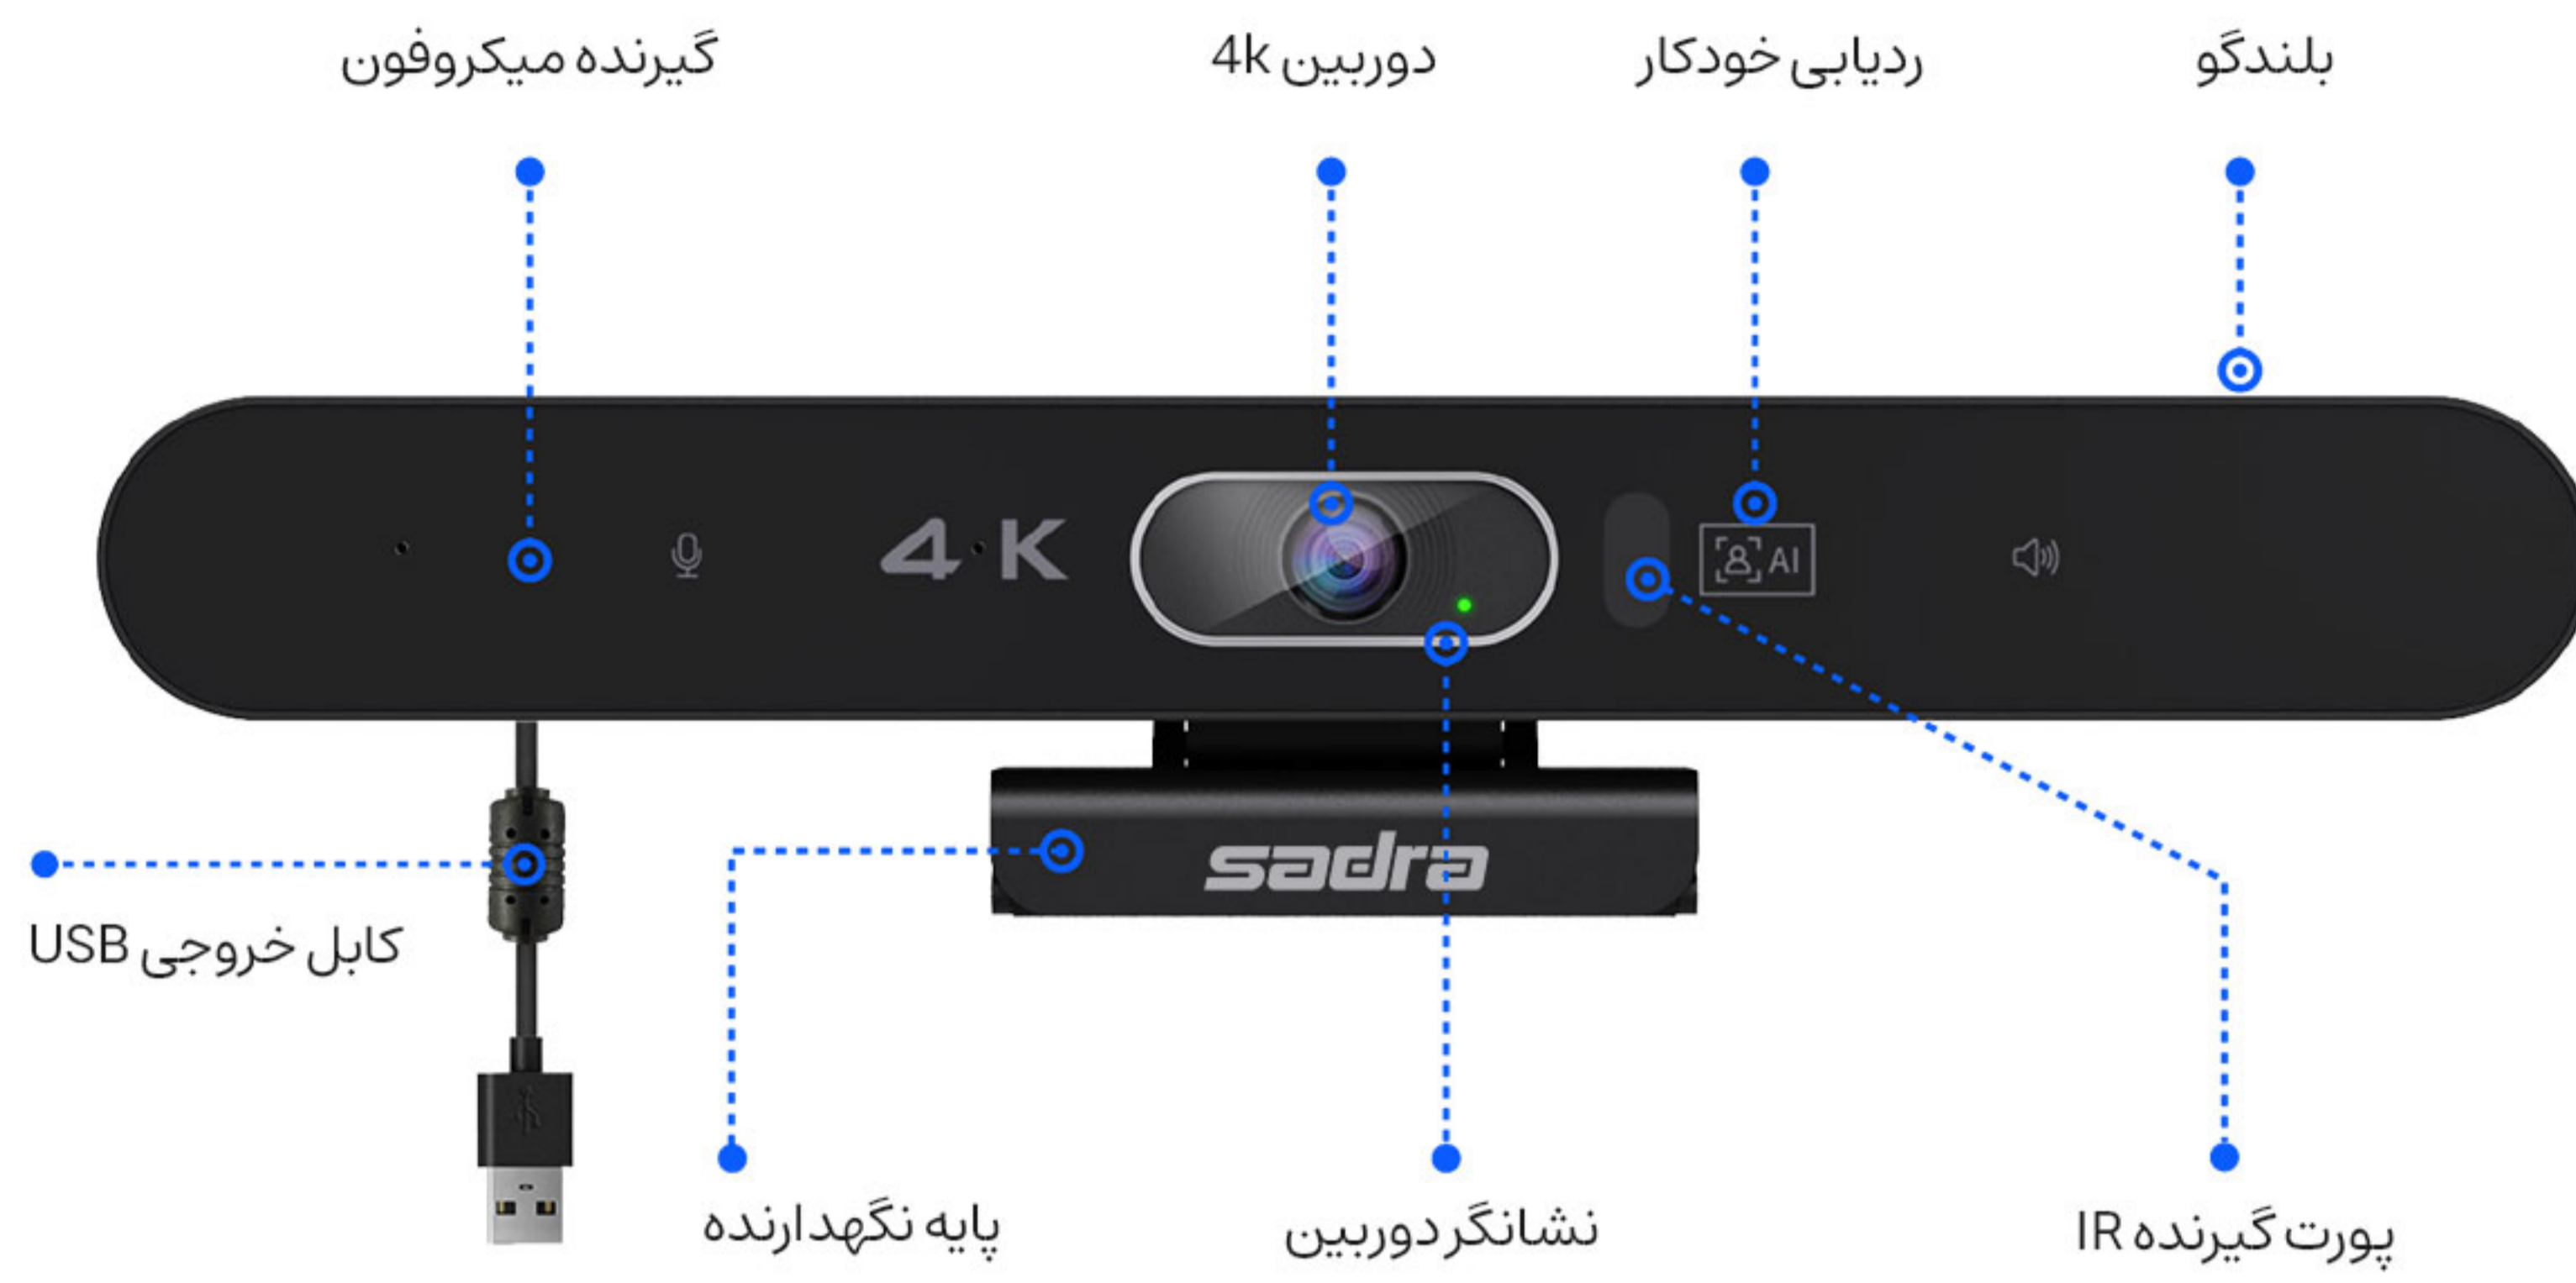 بلندگو
ردیابی خودکار
دوربین 4k
گیرنده میکروفون
4K
AI
sadra
کابل خروجی USB
پورت گیرنده IR
نشانگر دوربین
پایه نگهدارنده